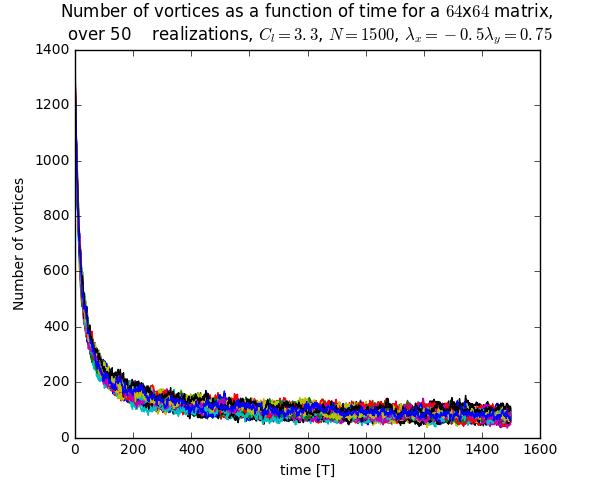 Number of vortices as a function of time for a 64x64 matrix,
over 50 realizations, C_l = 3.3, N = 1500, λ_x = −0.5λ_y = 0.75
1400
1200
1000
800
600
400
200
0
Number of vortices
0 200 400 600 800 1000 1200 1400 1600
time [T]